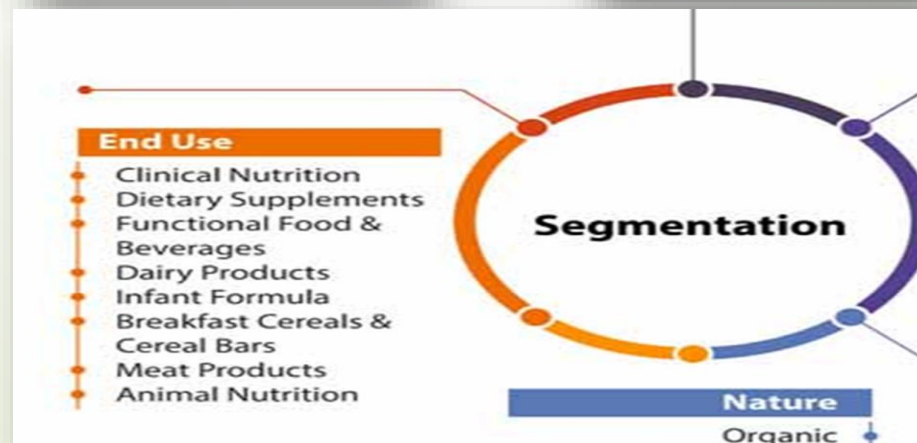 End Use
Clinical Nutrition
Dietary Supplements
Functional Food &
Beverages
Dairy Products
Infant Formula
Breakfast Cereals &
Cereal Bars
Meat Products
Animal Nutrition
Segmentation
Nature
Organic